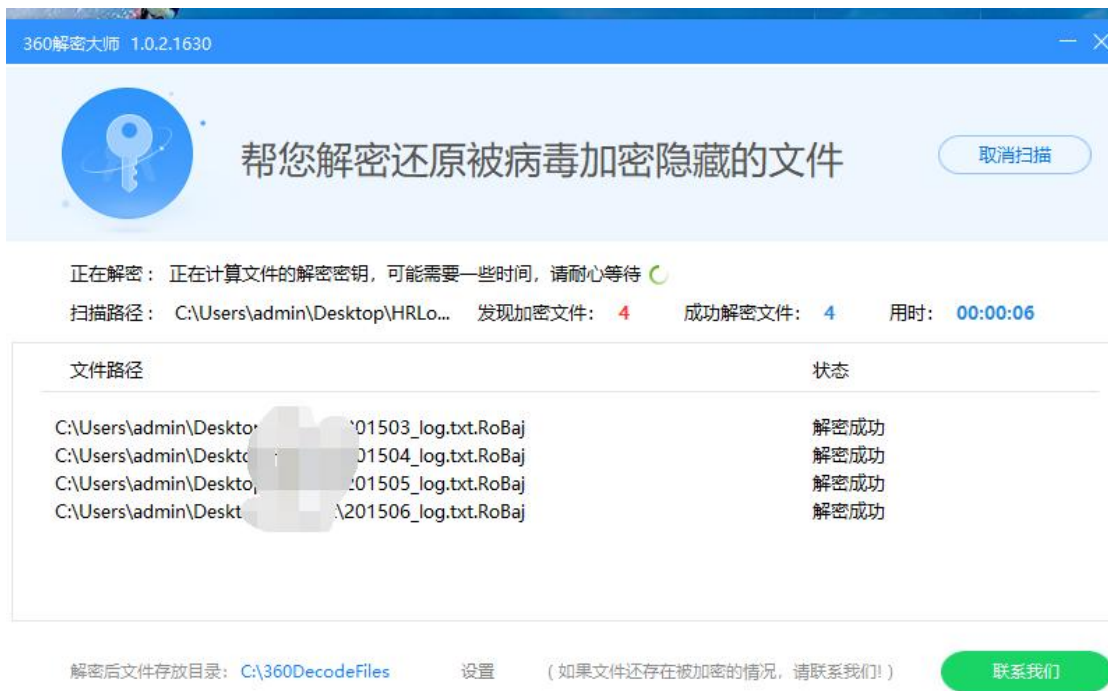 360解密大师 1.0.2.1630
帮您解密还原被病毒加密隐藏的文件
取消扫描
正在解密： 正在计算文件的解密密钥，可能需要一些时间，请耐心等待
扫描路径： C:\Users\admin\Desktop\HRLo... 发现加密文件： 4 成功解密文件： 4 用时： 00:00:06
文件路径 状态
C:\Users\admin\Deskto 01503_log.txt.RoBaj 解密成功
C:\Users\admin\Deskto 01504_log.txt.RoBaj 解密成功
C:\Users\admin\Desktop 201505_log.txt.RoBaj 解密成功
C:\Users\admin\Deskt \201506_log.txt.RoBaj 解密成功
解密后文件存放目录： C:\360DecodeFiles 设置 （如果文件还存在被加密的情况，请联系我们!） 联系我们